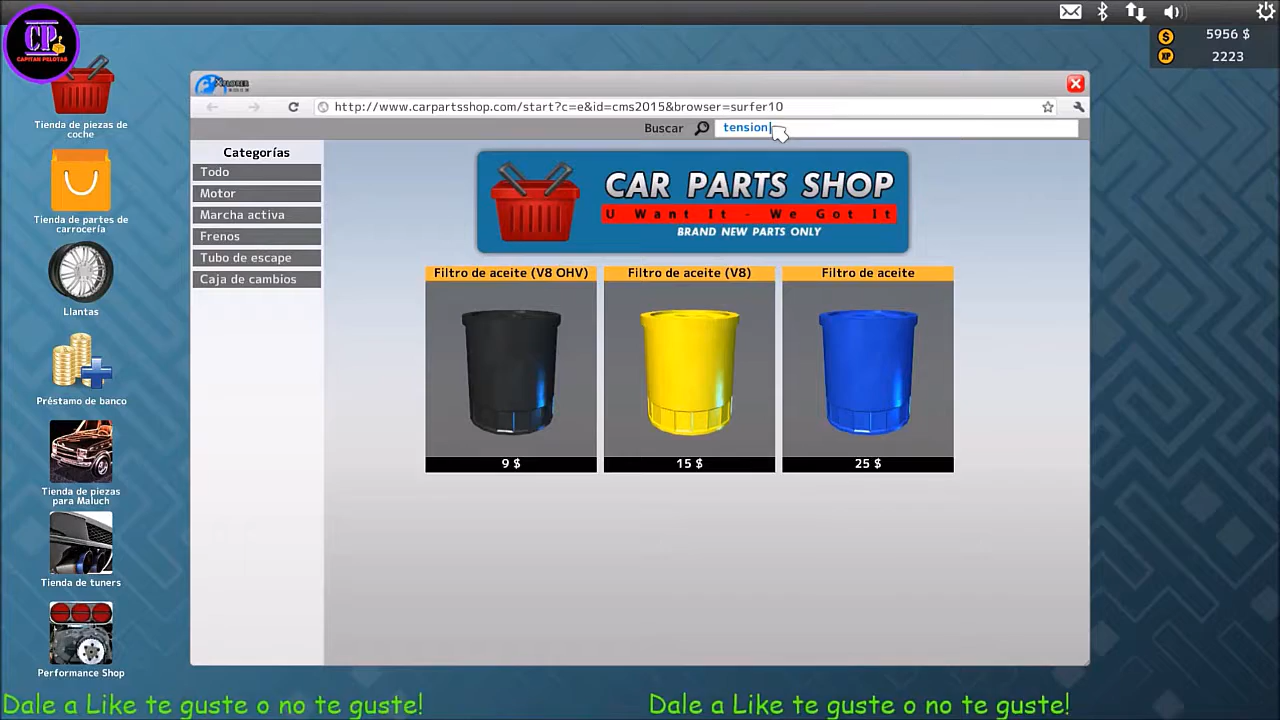 CP
CAPITAN PELOTAS
5956 $
XP
2223
Tienda de piezas de
coche
Tienda de partes de
carrocería
Llantas
Préstamo de banco
Tienda de piezas
para Maluch
Tienda de tuners
Performance Shop
http://www.carpartsshop.com/start?c=e&id=cms2015&browser=surfer10
Buscar
tension
Categorías
Todo
Motor
Marcha activa
Frenos
Tubo de escape
Caja de cambios
CAR PARTS SHOP
U Want It - We Got It
BRAND NEW PARTS ONLY
Filtro de aceite (V8 OHV)
Filtro de aceite (V8)
Filtro de aceite
9 $
15 $
25 $
Dale a Like te guste o no te guste!
Dale a Like te guste o no te guste!